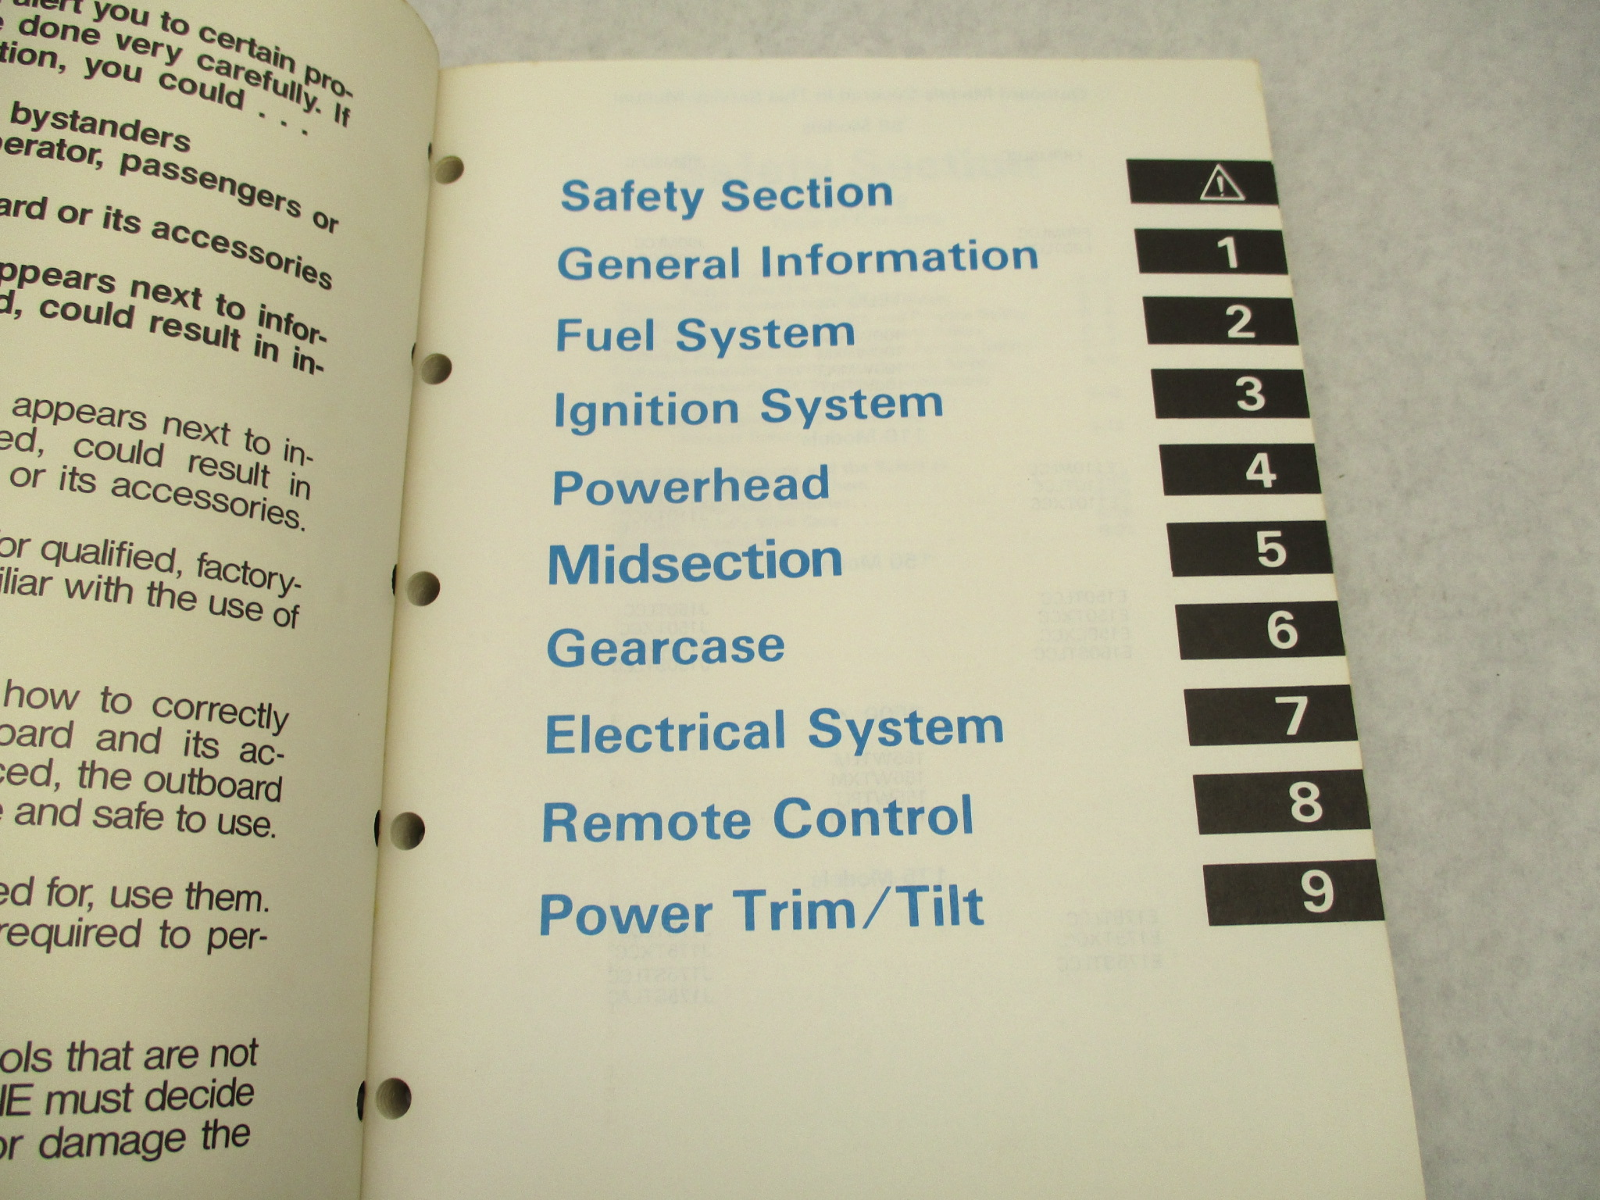 alert you to certain pro-
done very carefully. If
tion, you could . . .
bystanders
perator, passengers or
ard or its accessories
ppears next to infor-
d, could result in in-
appears next to in-
ed, could result in
or its accessories.
or qualified, factory-
iliar with the use of
how to correctly
oard and its ac-
ced, the outboard
e and safe to use.
ed for, use them.
required to per-
ols that are not
NE must decide
or damage the
Safety Section
General Information 1
Fuel System 2
Ignition System 3
Powerhead 4
Midsection 5
Gearcase 6
Electrical System 7
Remote Control 8
Power Trim/Tilt 9